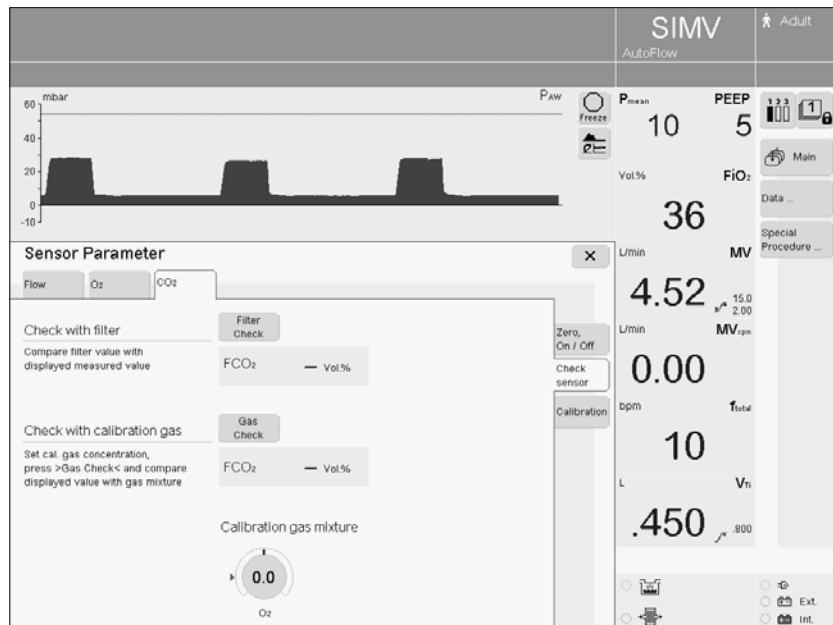 SIMV
AutoFlow
Adult
mbar
PAW
60
40
20
0
-10
Freeze
Pmean
PEEP
10
5
1 2 3
1
Main
Data ...
Special
Procedure ...
Vol.%
FiO2
36
L/min
MV
4.52
15.0
2.00
L/min
MVspn
0.00
bpm
ftotal
10
L
VTi
.450
.800
Ext.
Int.
Sensor Parameter
Flow
O2
CO2
Zero,
On / Off
Check
sensor
Calibration
Check with filter
Filter
Check
Compare filter value with
displayed measured value
FCO2
– Vol.%
Check with calibration gas
Gas
Check
Set cal. gas concentration,
press >Gas Check< and compare
displayed value with gas mixture
FCO2
– Vol.%
Calibration gas mixture
0.0
O2